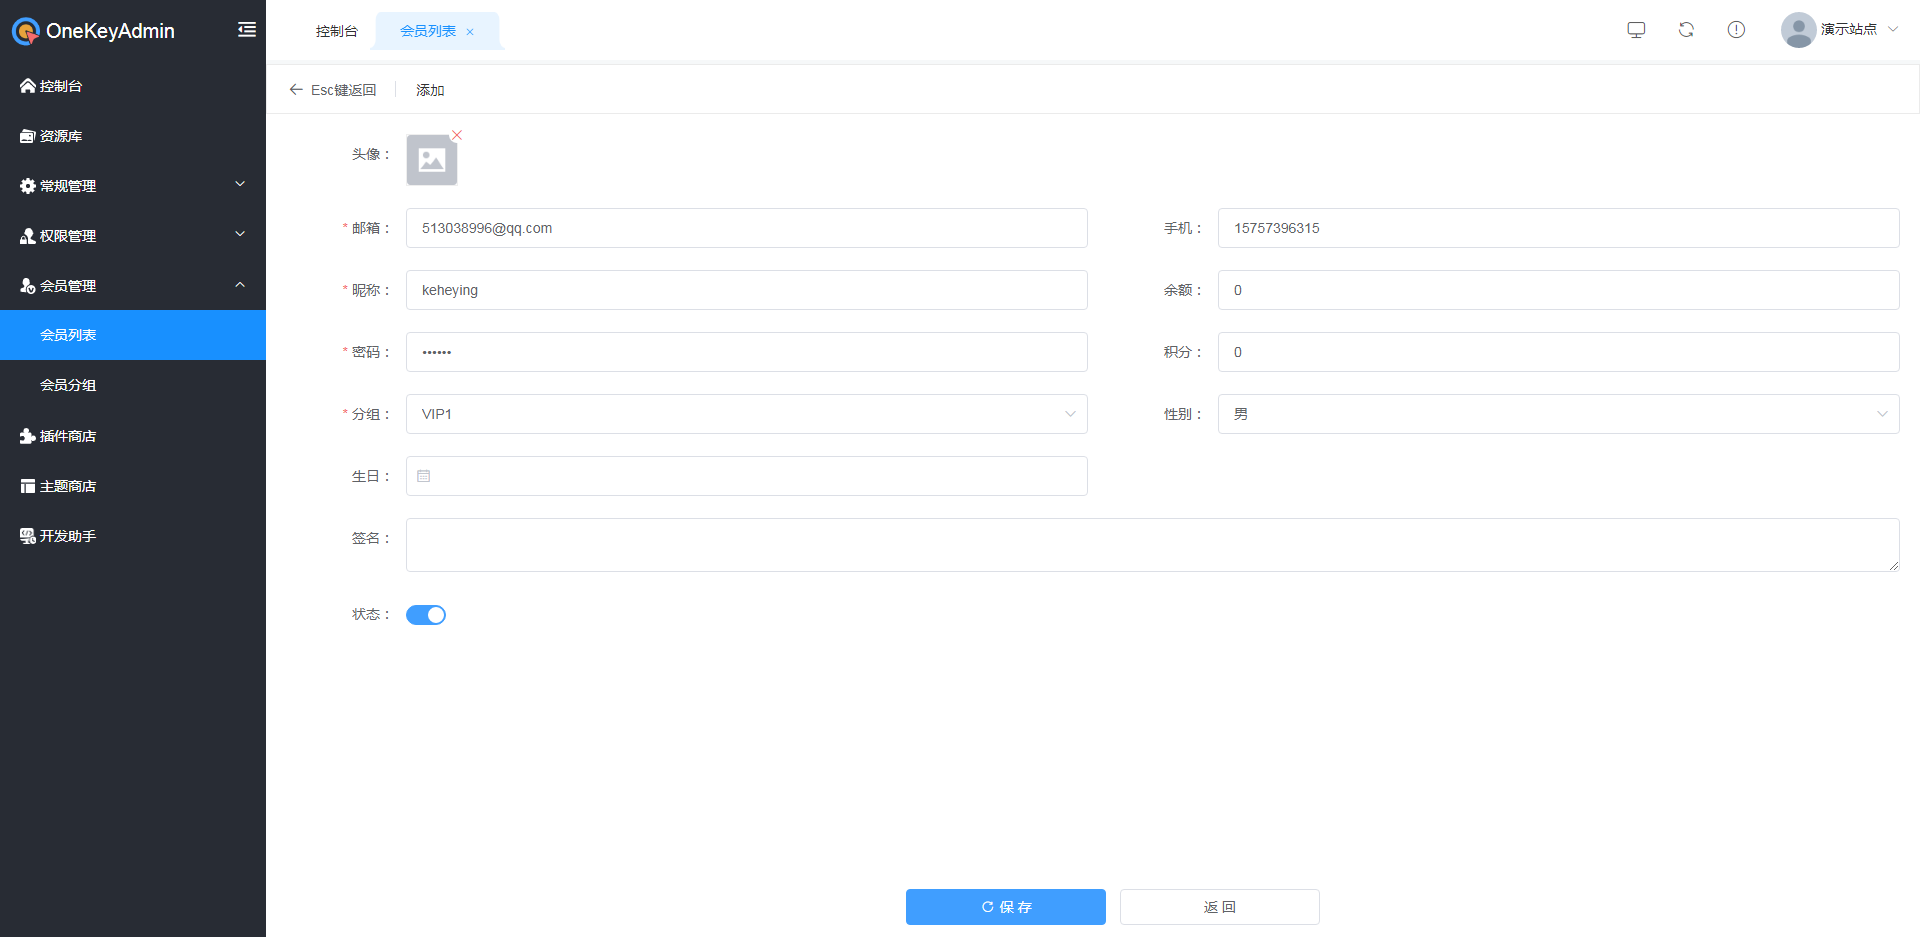 OneKeyAdmin
控制台
资源库
常规管理
权限管理
会员管理
会员列表
会员分组
插件商店
主题商店
开发助手
控制台 会员列表 ×
演示站点
Esc键返回 添加
头像：
* 邮箱： 513038996@qq.com 手机： 15757396315
* 昵称： keheying 余额： 0
* 密码： •••••• 积分： 0
* 分组： VIP1 性别： 男
生日：
签名：
状态：
保 存 返 回